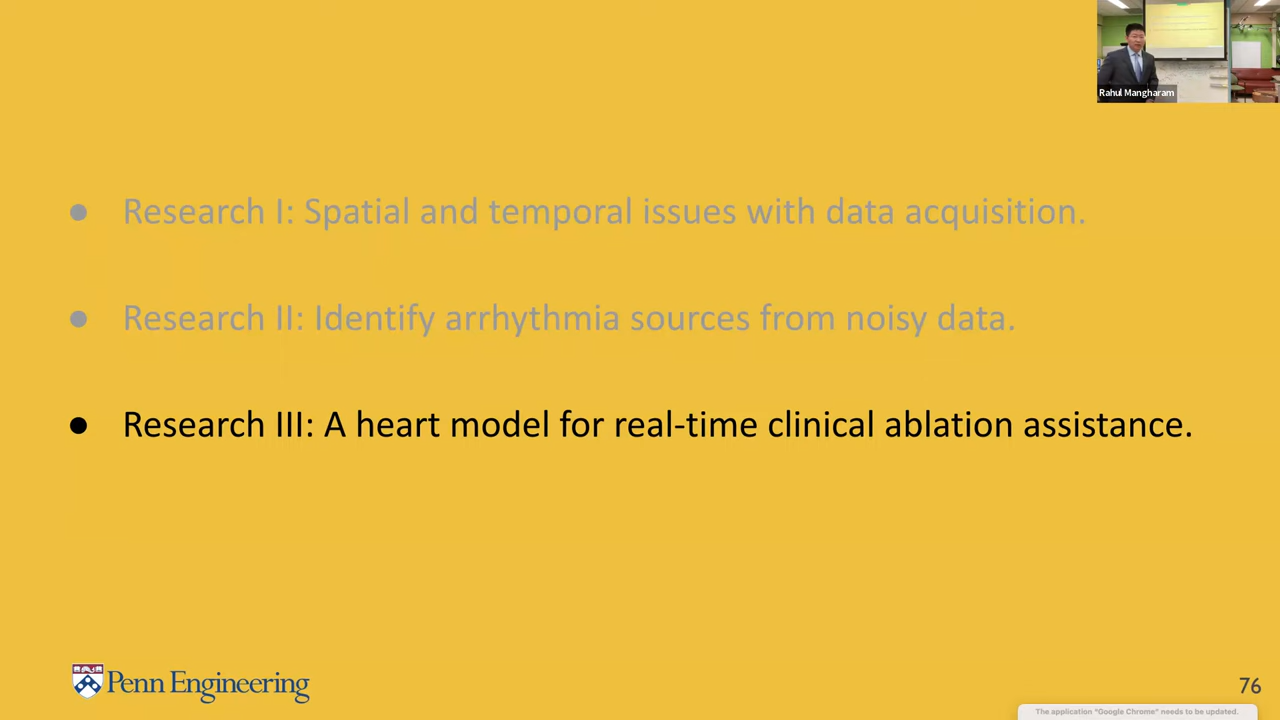 Rahul Mangharam
● Research I: Spatial and temporal issues with data acquisition.
● Research II: Identify arrhythmia sources from noisy data.
● Research III: A heart model for real-time clinical ablation assistance.
Penn Engineering
76
The application "Google Chrome" needs to be updated.